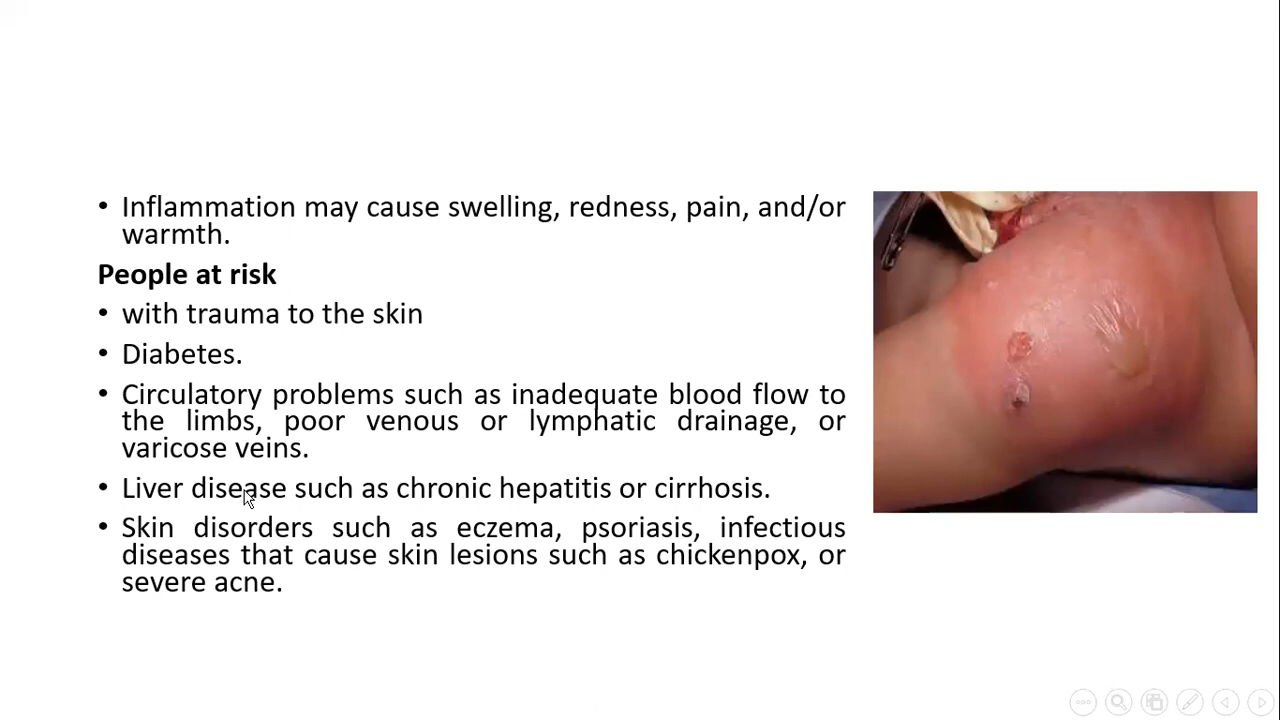 • Inflammation may cause swelling, redness, pain, and/or
warmth.
People at risk
• with trauma to the skin
• Diabetes.
• Circulatory problems such as inadequate blood flow to
the limbs, poor venous or lymphatic drainage, or
varicose veins.
• Liver disease such as chronic hepatitis or cirrhosis.
• Skin disorders such as eczema, psoriasis, infectious
diseases that cause skin lesions such as chickenpox, or
severe acne.